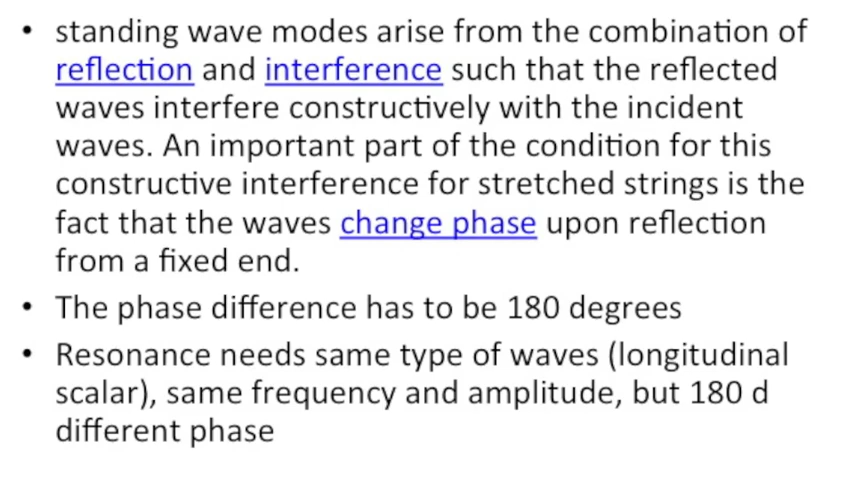 • standing wave modes arise from the combination of
reflection and interference such that the reflected
waves interfere constructively with the incident
waves. An important part of the condition for this
constructive interference for stretched strings is the
fact that the waves change phase upon reflection
from a fixed end.
• The phase difference has to be 180 degrees
• Resonance needs same type of waves (longitudinal
scalar), same frequency and amplitude, but 180 d
different phase